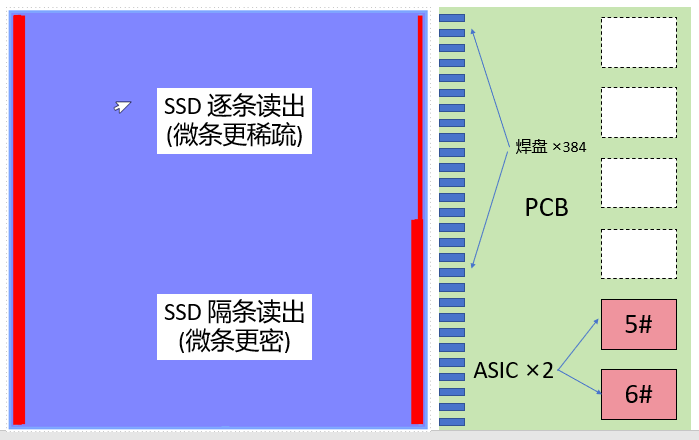 SSD 逐条读出
(微条更稀疏)
焊盘 ×384
PCB
SSD 隔条读出
(微条更密)
5#
ASIC ×2
6#